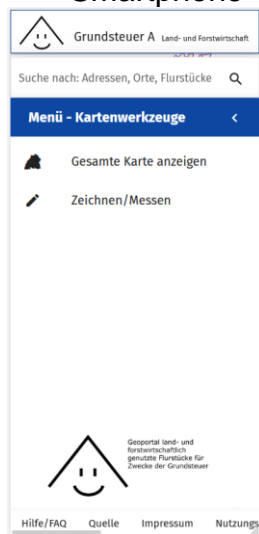 Smartphone
Grundsteuer A Land- und Forstwirtschaft
Suche nach: Adressen, Orte, Flurstücke
Menü - Kartenwerkzeuge
Gesamte Karte anzeigen
Zeichnen/Messen
Geoportal land- und
forstwirtschaftlich
genutzte Flurstücke für
Zwecke der Grundsteuer
Hilfe/FAQ Quelle Impressum Nutzungs